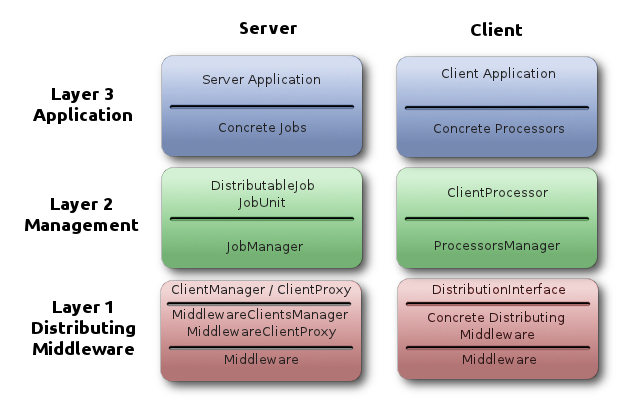 Server
Client
Layer 3
Application
Server Application
Concrete Jobs
Client Application
Concrete Processors
Layer 2
Management
DistributableJob
JobUnit
JobManager
ClientProcessor
ProcessorsManager
Layer 1
Distributing
Middleware
ClientManager / ClientProxy
MiddlewareClientsManager
MiddlewareClientProxy
Middleware
DistributionInterface
Concrete Distributing
Middleware
Middleware